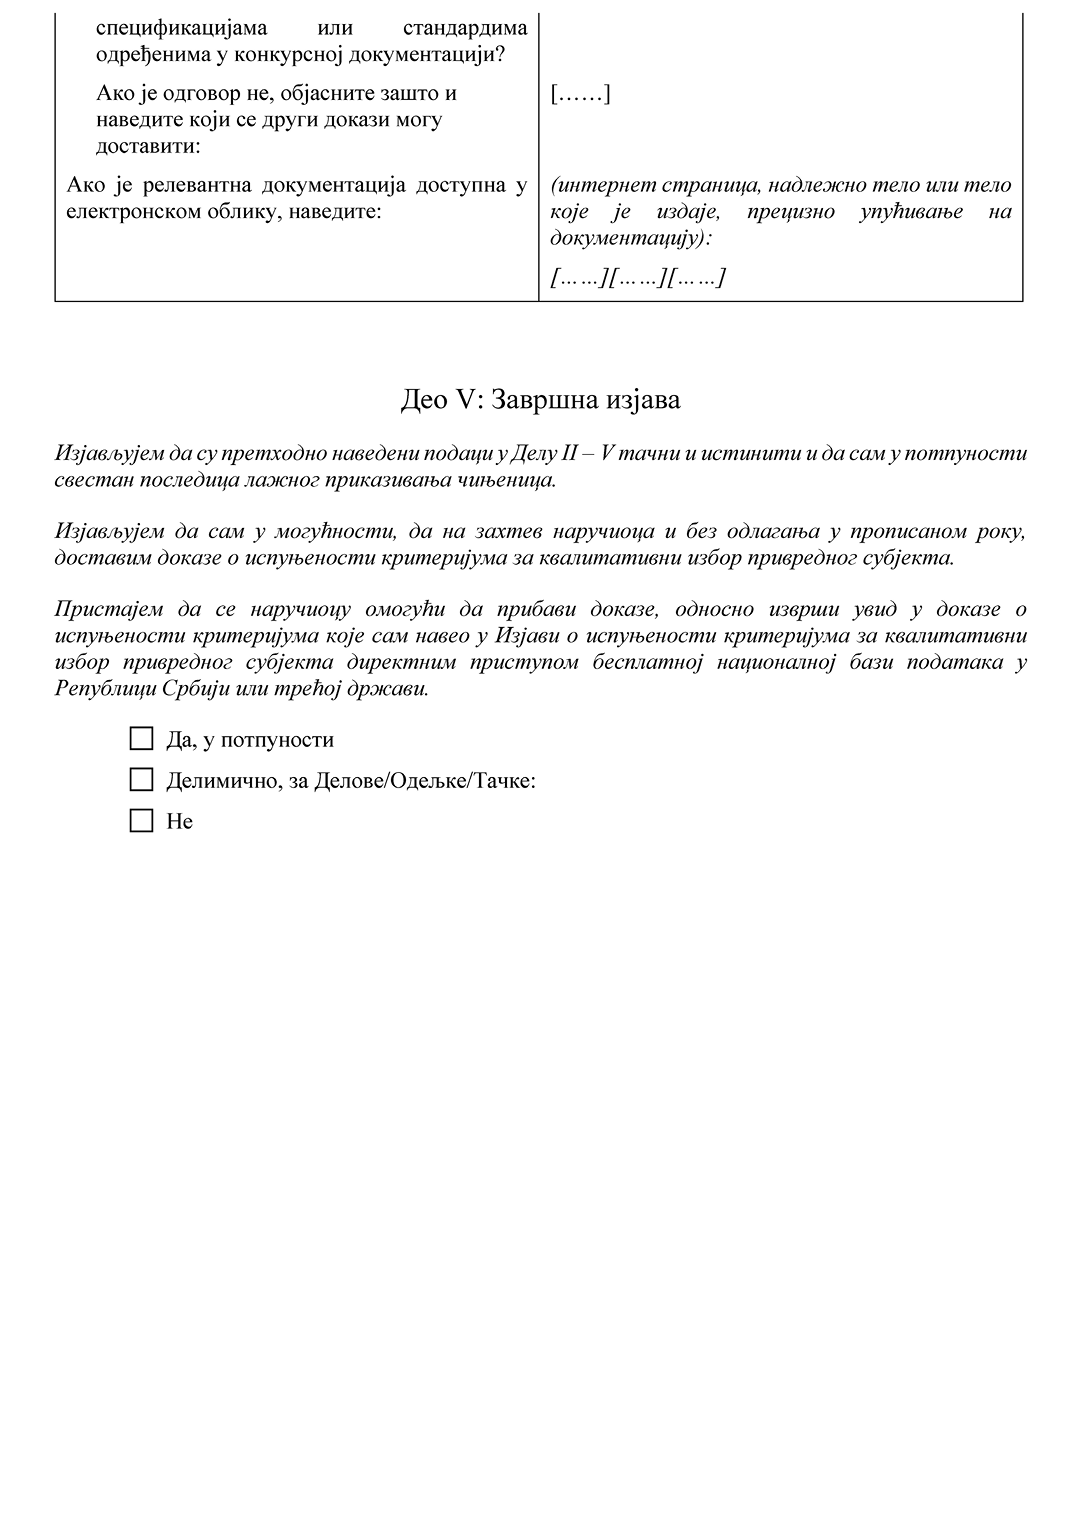 спецификацијама или стандардима
одређенима у конкурсној документацији?
Ако је одговор не, објасните зашто и
наведите који се други докази могу
доставити:
[……]
Ако је релевантна документација доступна у
електронском облику, наведите:
(интернет страница, надлежно тело или тело
које је издаје, прецизно упућивање на
документацију):
[……][……][……]
Део V: Завршна изјава
Изјављујем да су претходно наведени подаци у Делу II – V тачни и истинити и да сам у потпуности
свестан последица лажног приказивања чињеница.
Изјављујем да сам у могућности, да на захтев наручиоца и без одлагања у прописаном року,
доставим доказе о испуњености критеријума за квалитативни избор привредног субјекта.
Пристајем да се наручиоцу омогући да прибави доказе, односно изврши увид у доказе о
испуњености критеријума које сам навео у Изјави о испуњености критеријума за квалитативни
избор привредног субјекта директним приступом бесплатној националној бази података у
Републици Србији или трећој држави.
Да, у потпуности
Делимично, за Делове/Одељке/Тачке:
Не